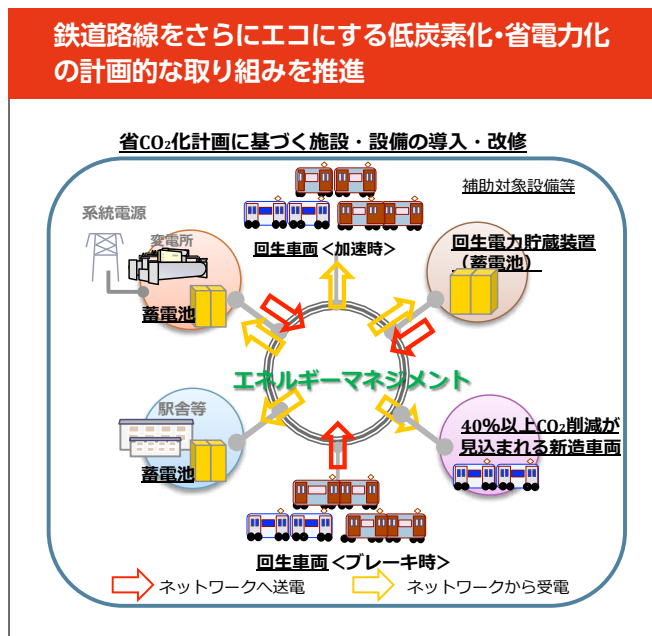 鉄道路線をさらにエコにする低炭素化・省電力化
の計画的な取り組みを推進
省CO₂化計画に基づく施設・設備の導入・改修
補助対象設備等
系統電源
変電所
蓄電池
回生車両<加速時>
回生電力貯蔵装置
（蓄電池）
エネルギーマネジメント
駅舎等
蓄電池
40%以上CO₂削減が
見込まれる新造車両
回生車両<ブレーキ時>
ネットワークへ送電
ネットワークから受電